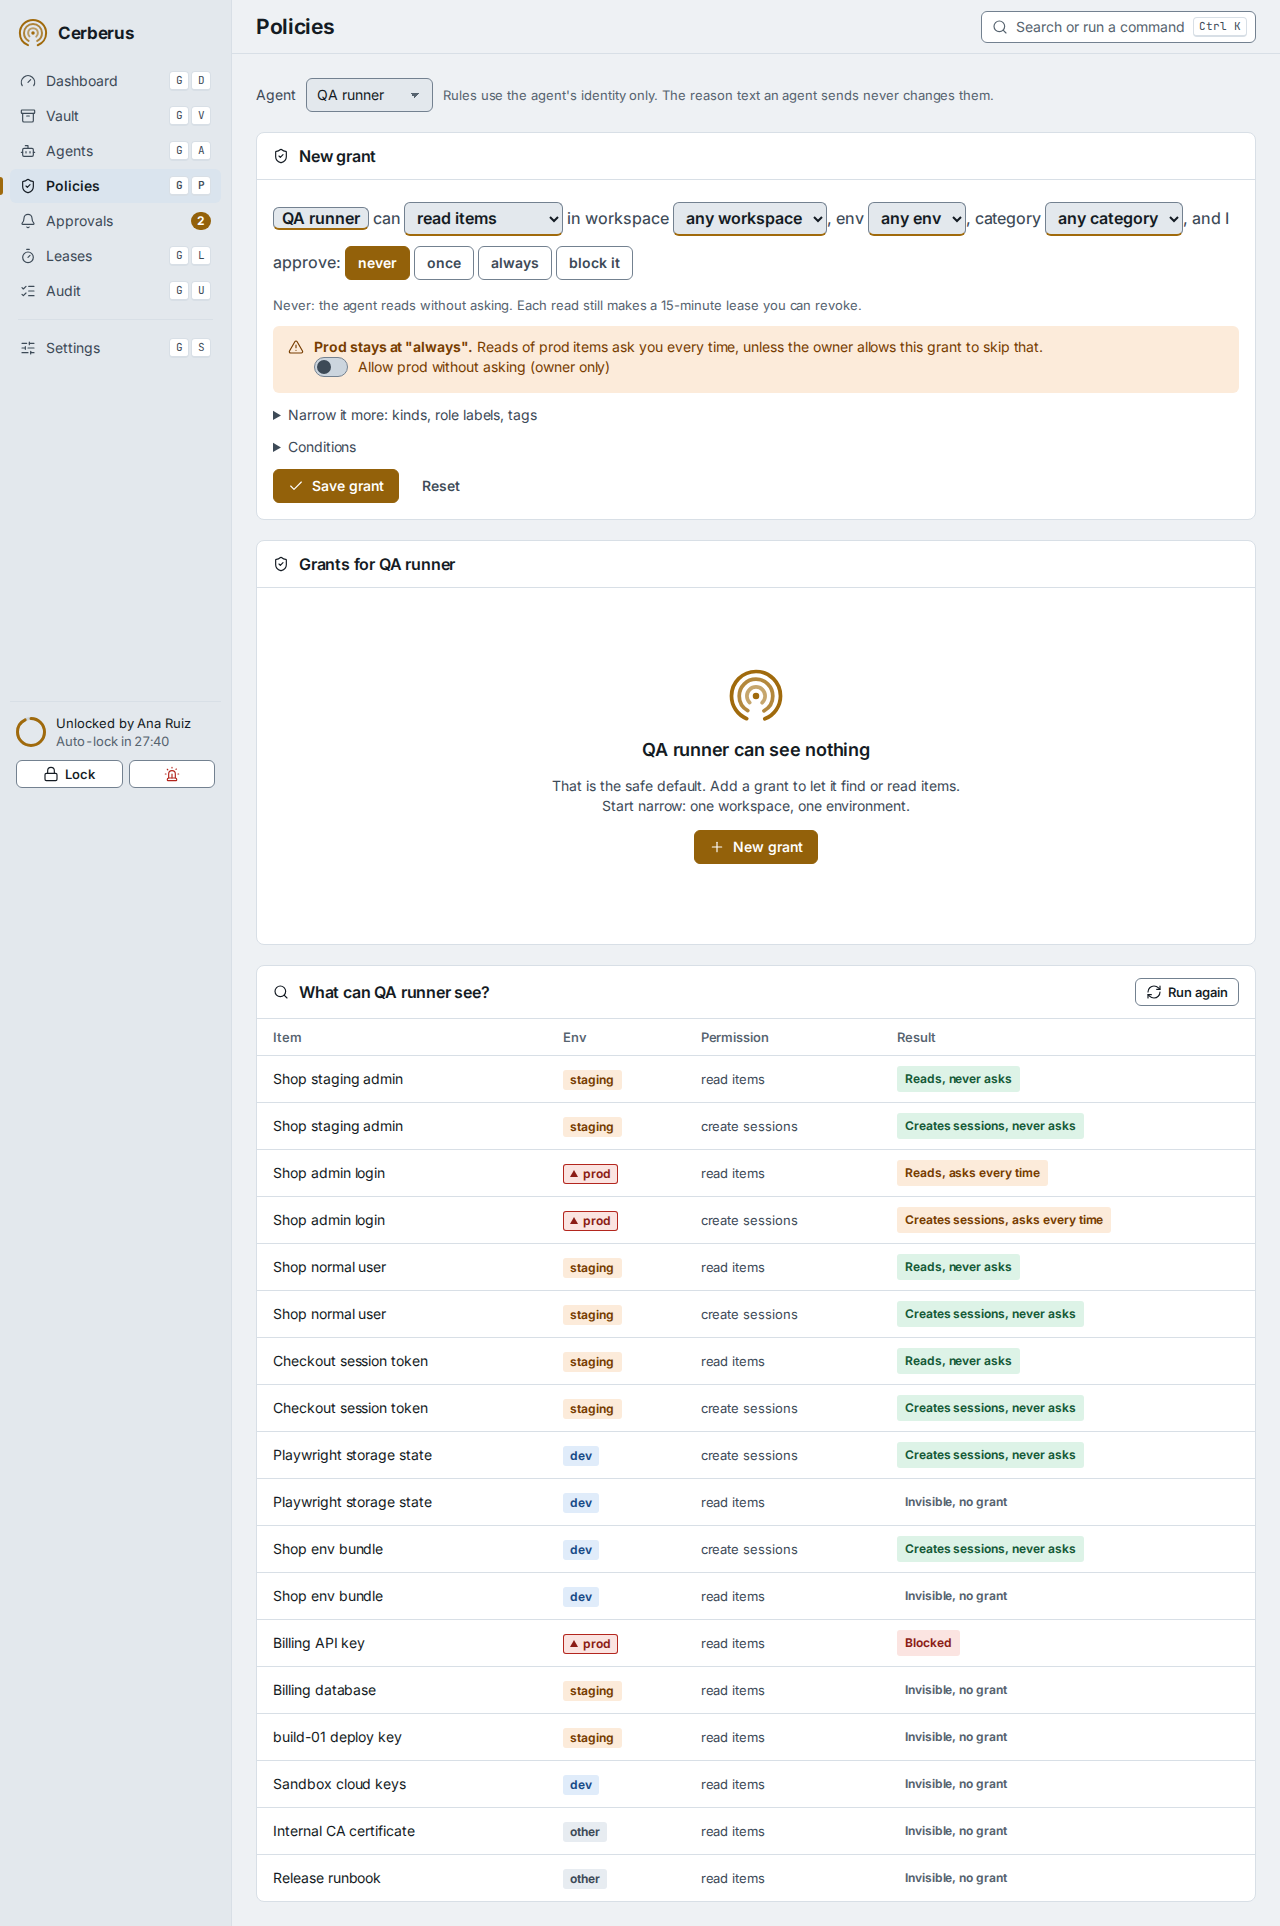 Cerberus
Dashboard G D
Vault G V
Agents G A
Policies G P
Approvals 2
Leases G L
Audit G U
Settings G S
Unlocked by Ana Ruiz
Auto-lock in 27:40
Lock
Policies
Search or run a command Ctrl K
Agent QA runner Rules use the agent's identity only. The reason text an agent sends never changes them.
New grant
QA runner can read items in workspace any workspace, env any env, category any category, and I
approve: never once always block it
Never: the agent reads without asking. Each read still makes a 15-minute lease you can revoke.
Prod stays at "always". Reads of prod items ask you every time, unless the owner allows this grant to skip that.
Allow prod without asking (owner only)
Narrow it more: kinds, role labels, tags
Conditions
Save grant Reset
Grants for QA runner
QA runner can see nothing
That is the safe default. Add a grant to let it find or read items.
Start narrow: one workspace, one environment.
New grant
What can QA runner see? Run again
Item Env Permission Result
Shop staging admin staging read items Reads, never asks
Shop staging admin staging create sessions Creates sessions, never asks
Shop admin login prod read items Reads, asks every time
Shop admin login prod create sessions Creates sessions, asks every time
Shop normal user staging read items Reads, never asks
Shop normal user staging create sessions Creates sessions, never asks
Checkout session token staging read items Reads, never asks
Checkout session token staging create sessions Creates sessions, never asks
Playwright storage state dev create sessions Creates sessions, never asks
Playwright storage state dev read items Invisible, no grant
Shop env bundle dev create sessions Creates sessions, never asks
Shop env bundle dev read items Invisible, no grant
Billing API key prod read items Blocked
Billing database staging read items Invisible, no grant
build-01 deploy key staging read items Invisible, no grant
Sandbox cloud keys dev read items Invisible, no grant
Internal CA certificate other read items Invisible, no grant
Release runbook other read items Invisible, no grant